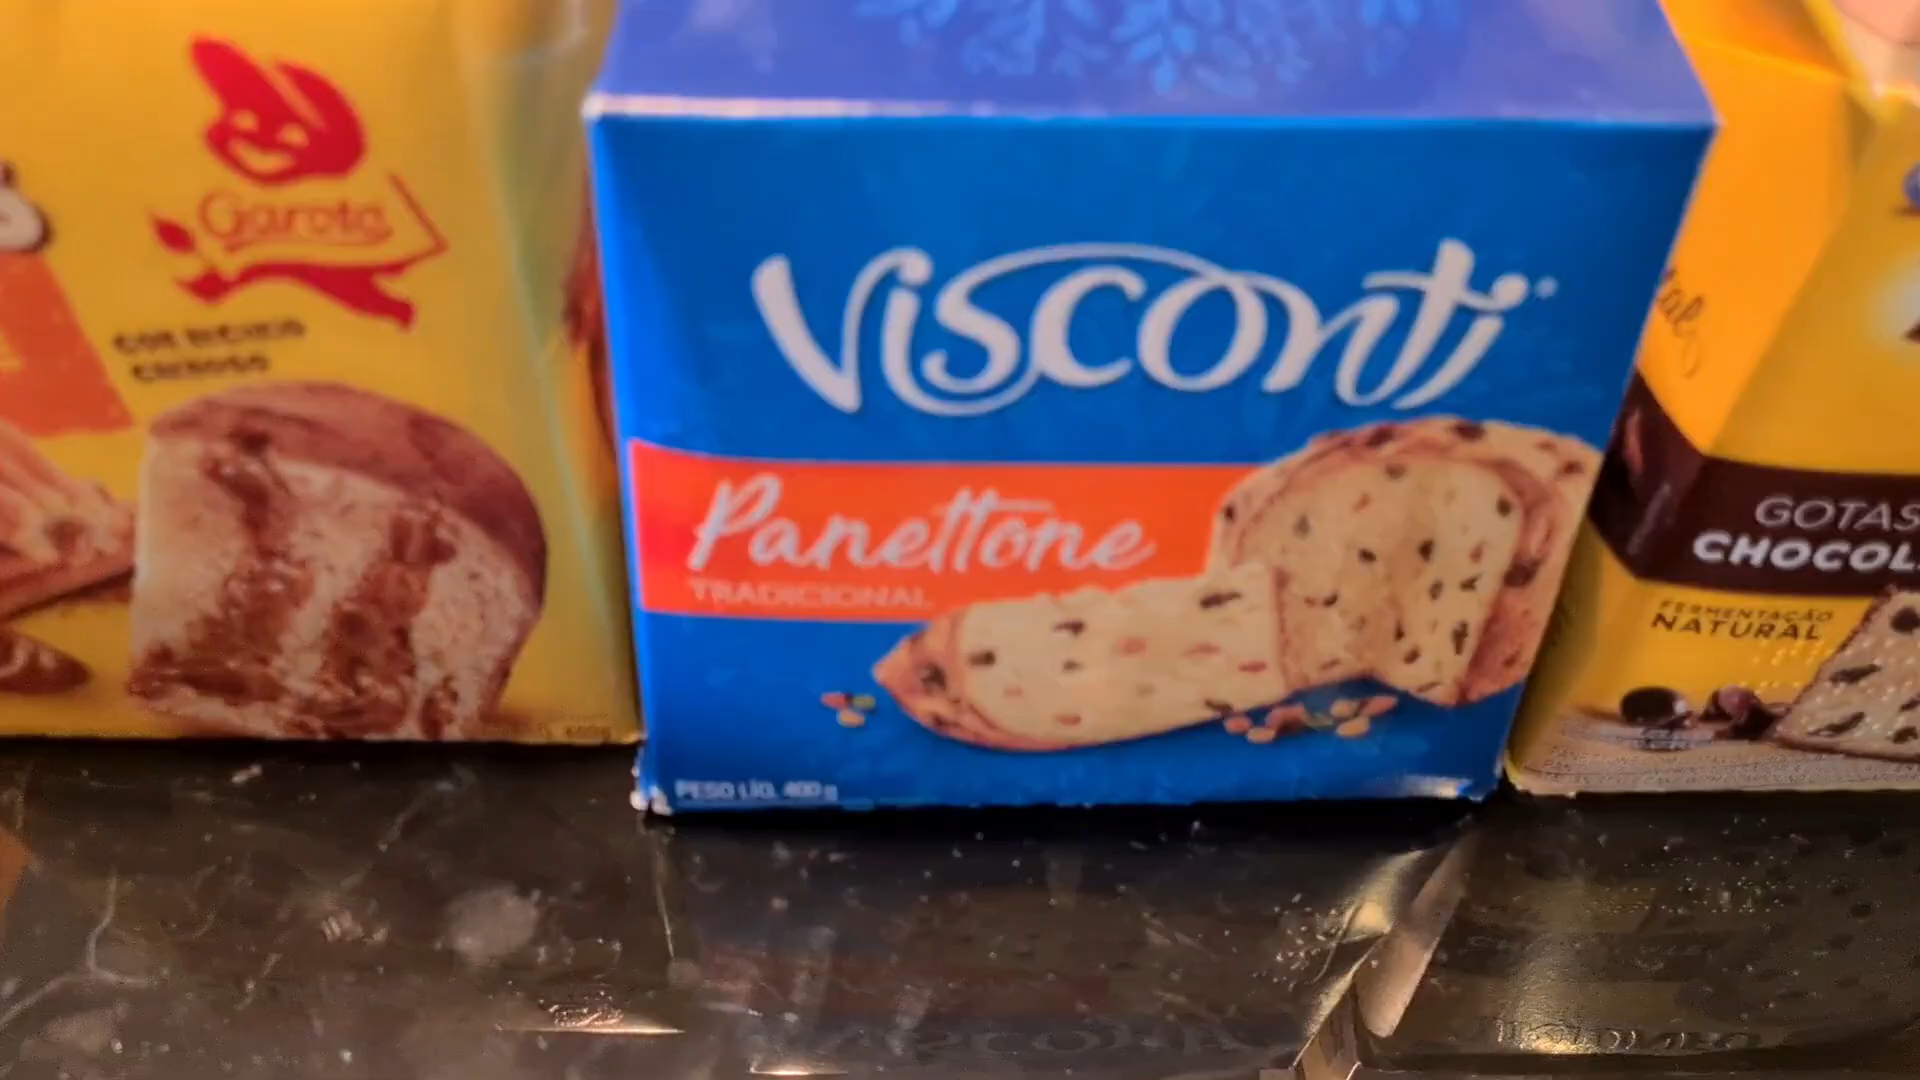 Garoto
Visconti
Panettone
TRADICIONAL
PESO LÍQ. 400 g
GOTAS
CHOCOL
FERMENTAÇÃO
NATURAL